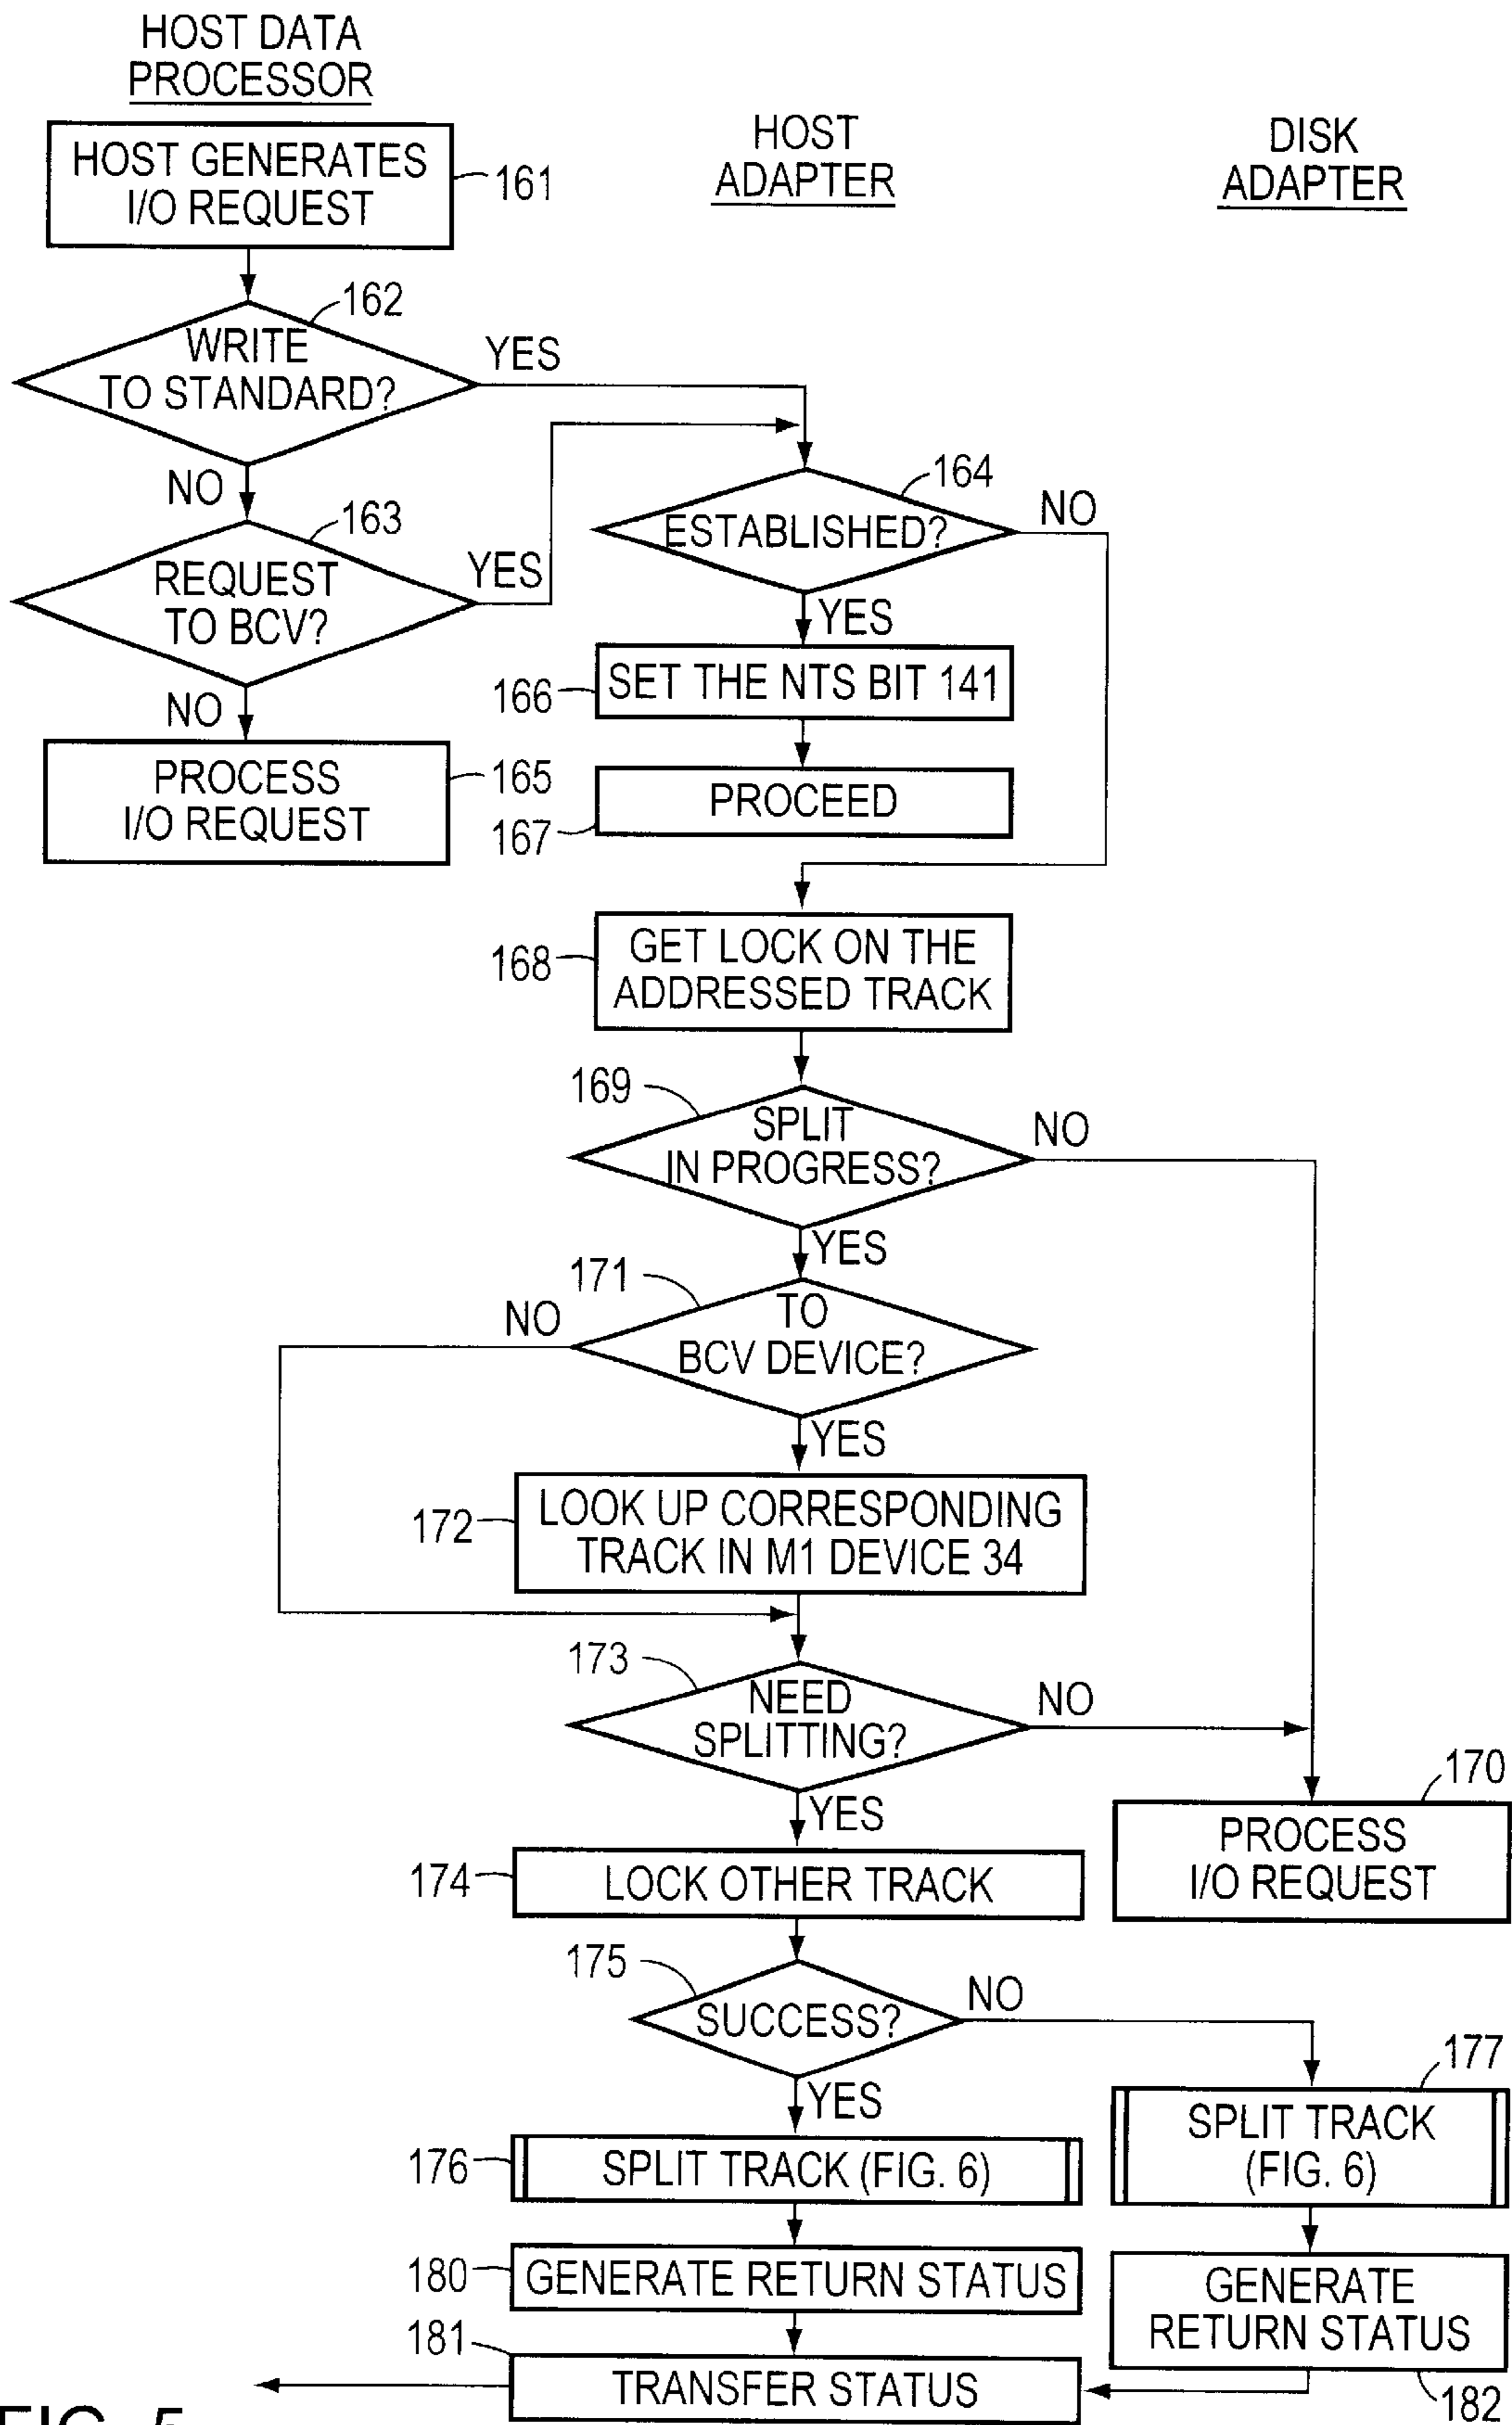 HOST DATA
PROCESSOR
HOST
ADAPTER
DISK
ADAPTER
HOST GENERATES
I/O REQUEST
161
162
WRITE
TO STANDARD?
YES
NO
163
REQUEST
TO BCV?
YES
NO
PROCESS
I/O REQUEST
165
164
ESTABLISHED?
NO
YES
166
SET THE NTS BIT 141
167
PROCEED
168
GET LOCK ON THE
ADDRESSED TRACK
169
SPLIT
IN PROGRESS?
NO
YES
171
TO
BCV DEVICE?
NO
YES
172
LOOK UP CORRESPONDING
TRACK IN M1 DEVICE 34
173
NEED
SPLITTING?
NO
YES
170
PROCESS
I/O REQUEST
174
LOCK OTHER TRACK
175
SUCCESS?
NO
YES
177
SPLIT TRACK
(FIG. 6)
176
SPLIT TRACK (FIG. 6)
180
GENERATE RETURN STATUS
GENERATE
RETURN STATUS
182
181
TRANSFER STATUS
FIG. 5